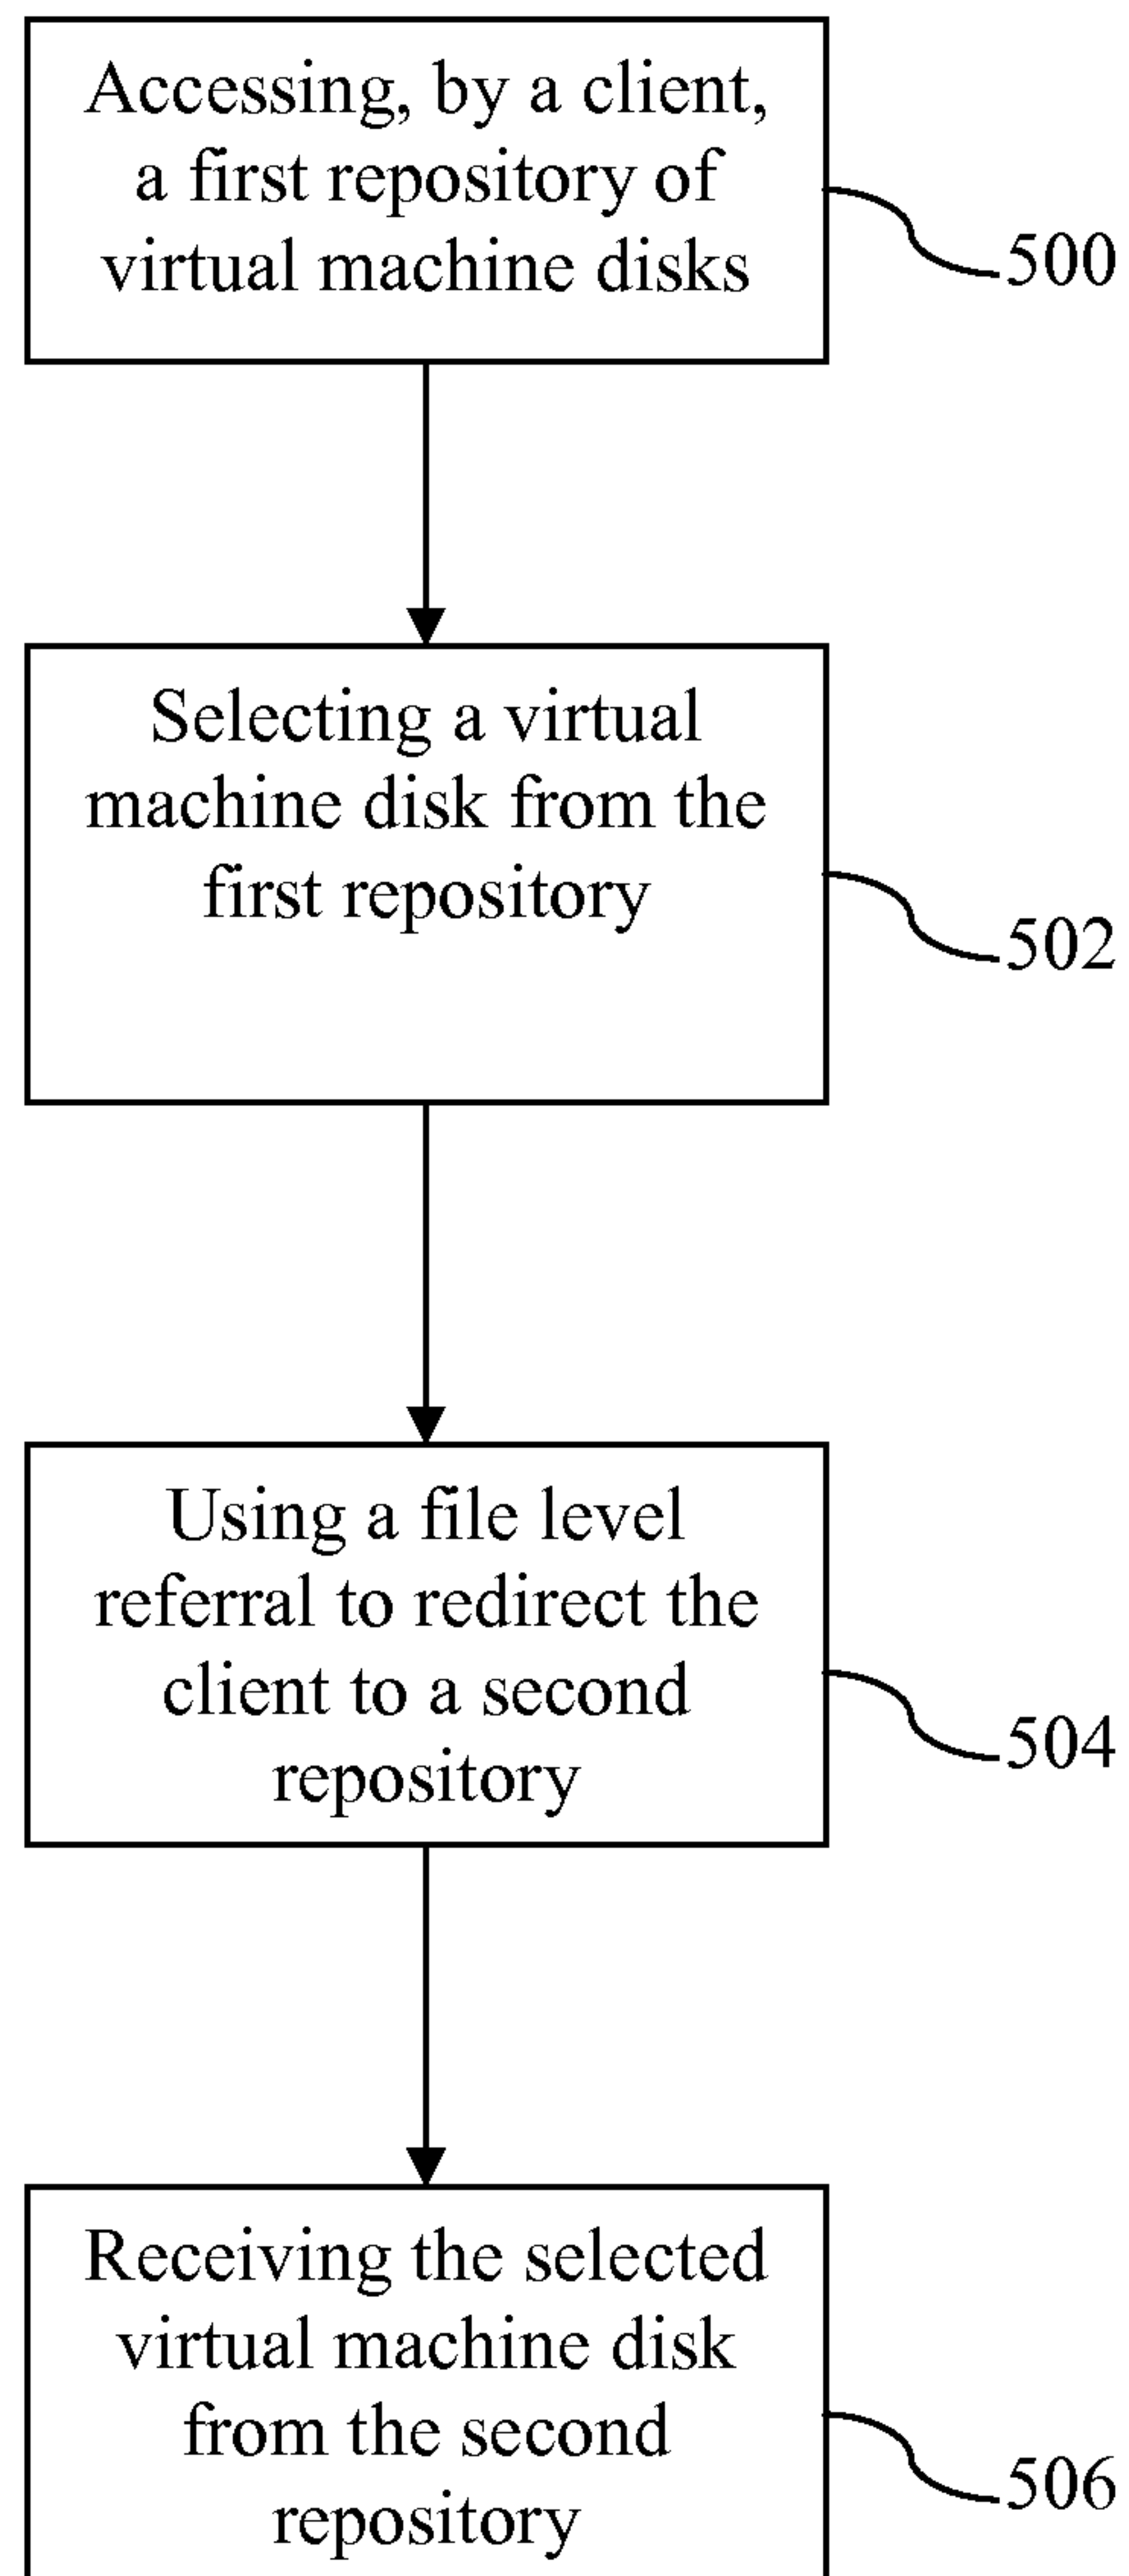 Accessing, by a client,
a first repository of
virtual machine disks
500
Selecting a virtual
machine disk from the
first repository
502
Using a file level
referral to redirect the
client to a second
repository
504
Receiving the selected
virtual machine disk
from the second
repository
506